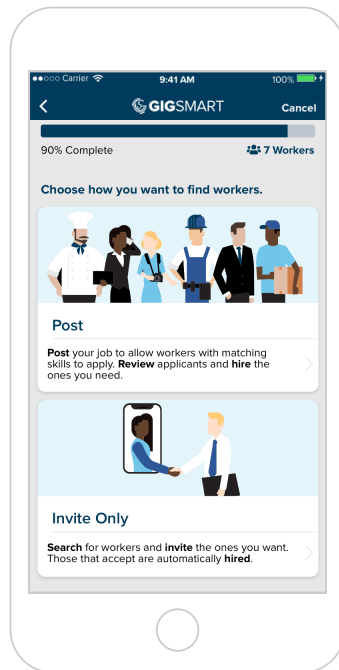 Carrier 9:41 AM 100%
GIGSMART Cancel
90% Complete 7 Workers
Choose how you want to find workers.
Post
Post your job to allow workers with matching
skills to apply. Review applicants and hire the
ones you need.
Invite Only
Search for workers and invite the ones you want.
Those that accept are automatically hired.